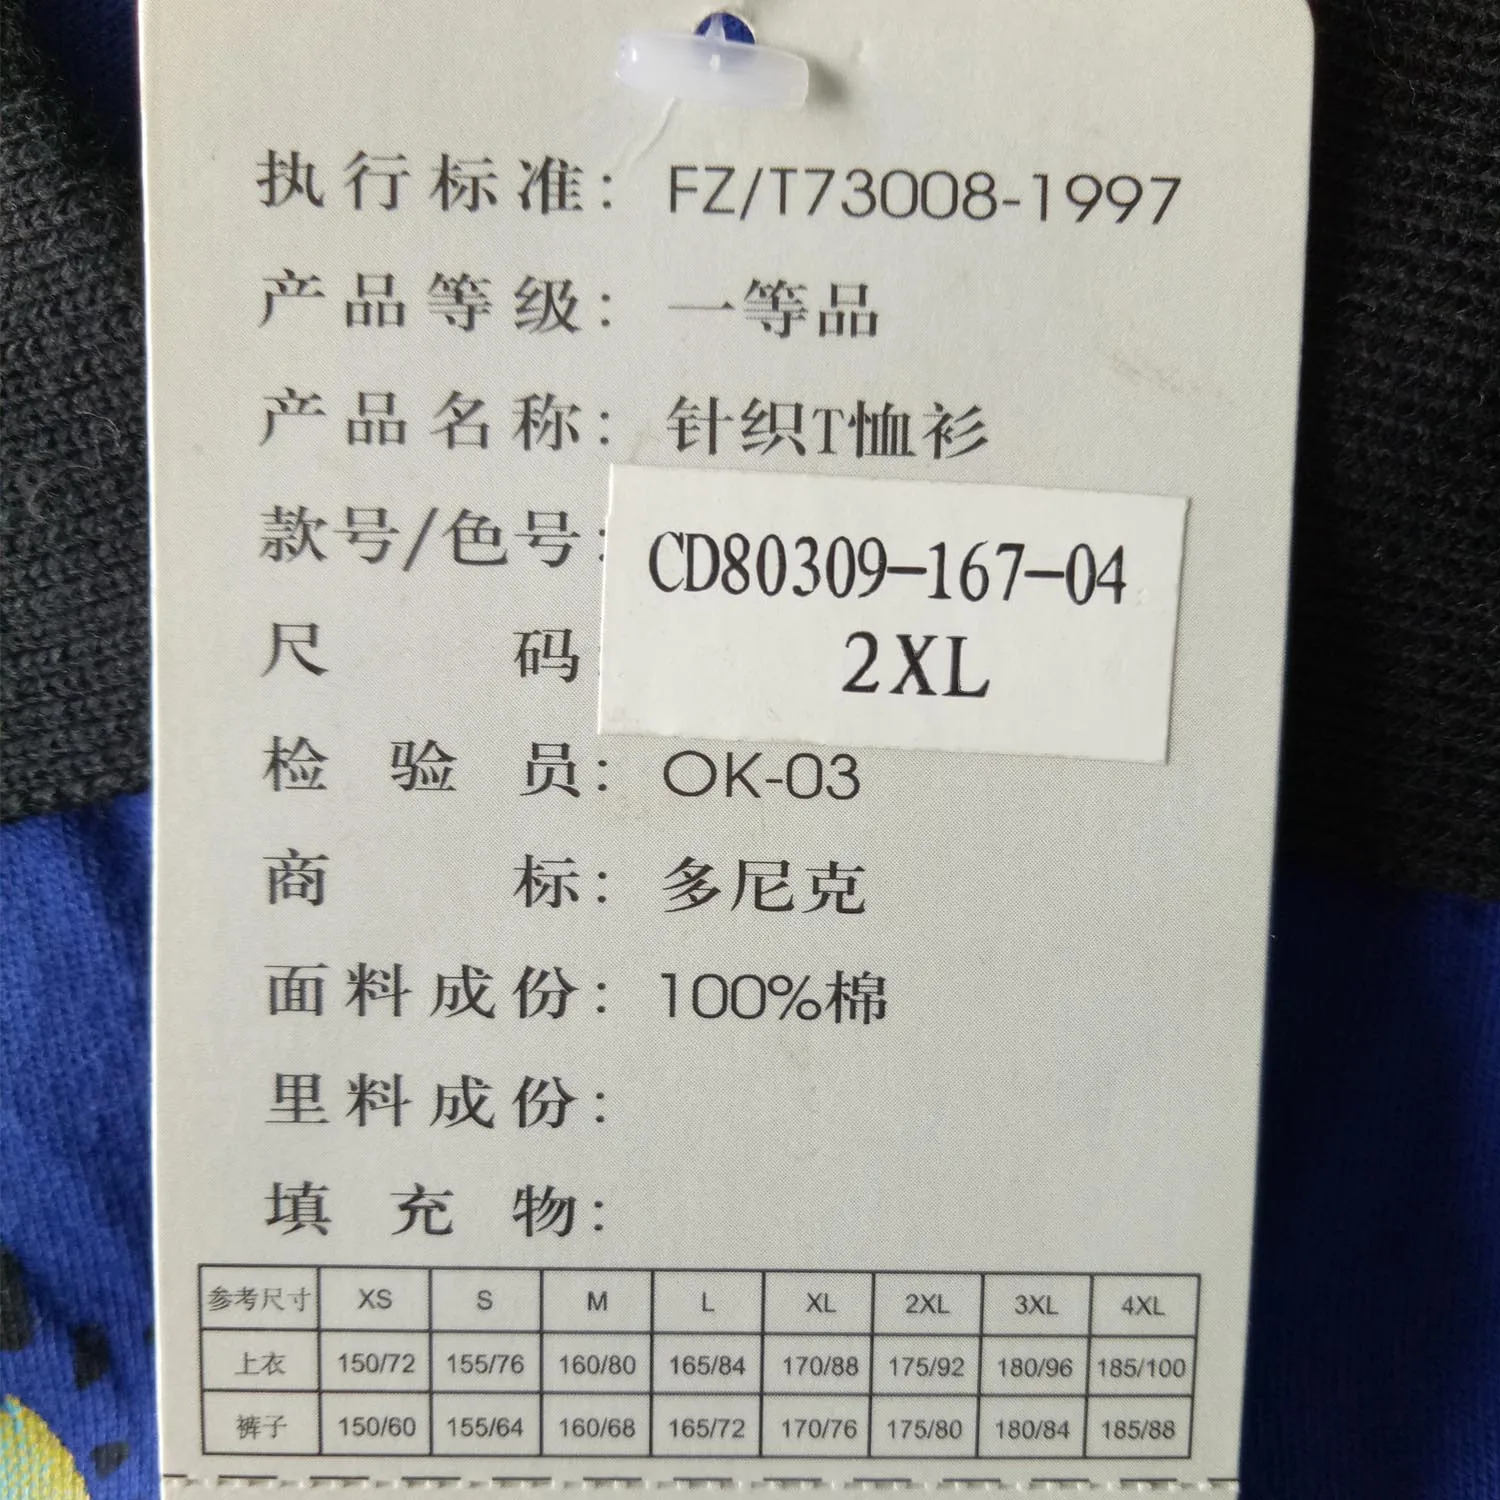 执行标准: FZ/T73008-1997
产品等级: 一等品
产品名称: 针织T恤衫
款号/色号: CD80309-167-04
尺码: 2XL
检验员: OK-03
商标: 多尼克
面料成份: 100%棉
里料成份:
填充物:
参考尺寸 XS S M L XL 2XL 3XL 4XL
上衣 150/72 155/76 160/80 165/84 170/88 175/92 180/96 185/100
裤子 150/60 155/64 160/68 165/72 170/76 175/80 180/84 185/88